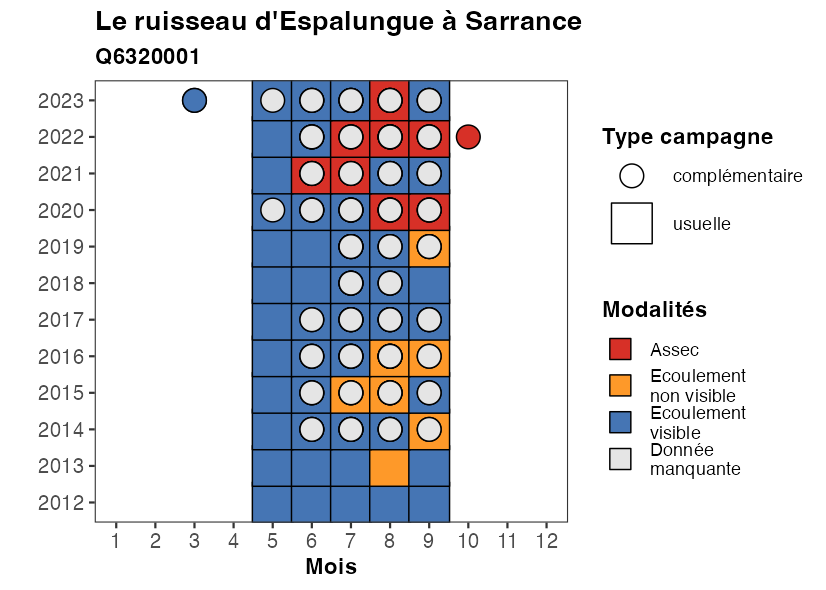 Le ruisseau d'Espalungue à Sarrance
Q6320001
2023
2022
2021
2020
2019
2018
2017
2016
2015
2014
2013
2012
1 2 3 4 5 6 7 8 9 10 11 12
Mois
Type campagne
complémentaire
usuelle
Modalités
Assec
Ecoulement
non visible
Ecoulement
visible
Donnée
manquante